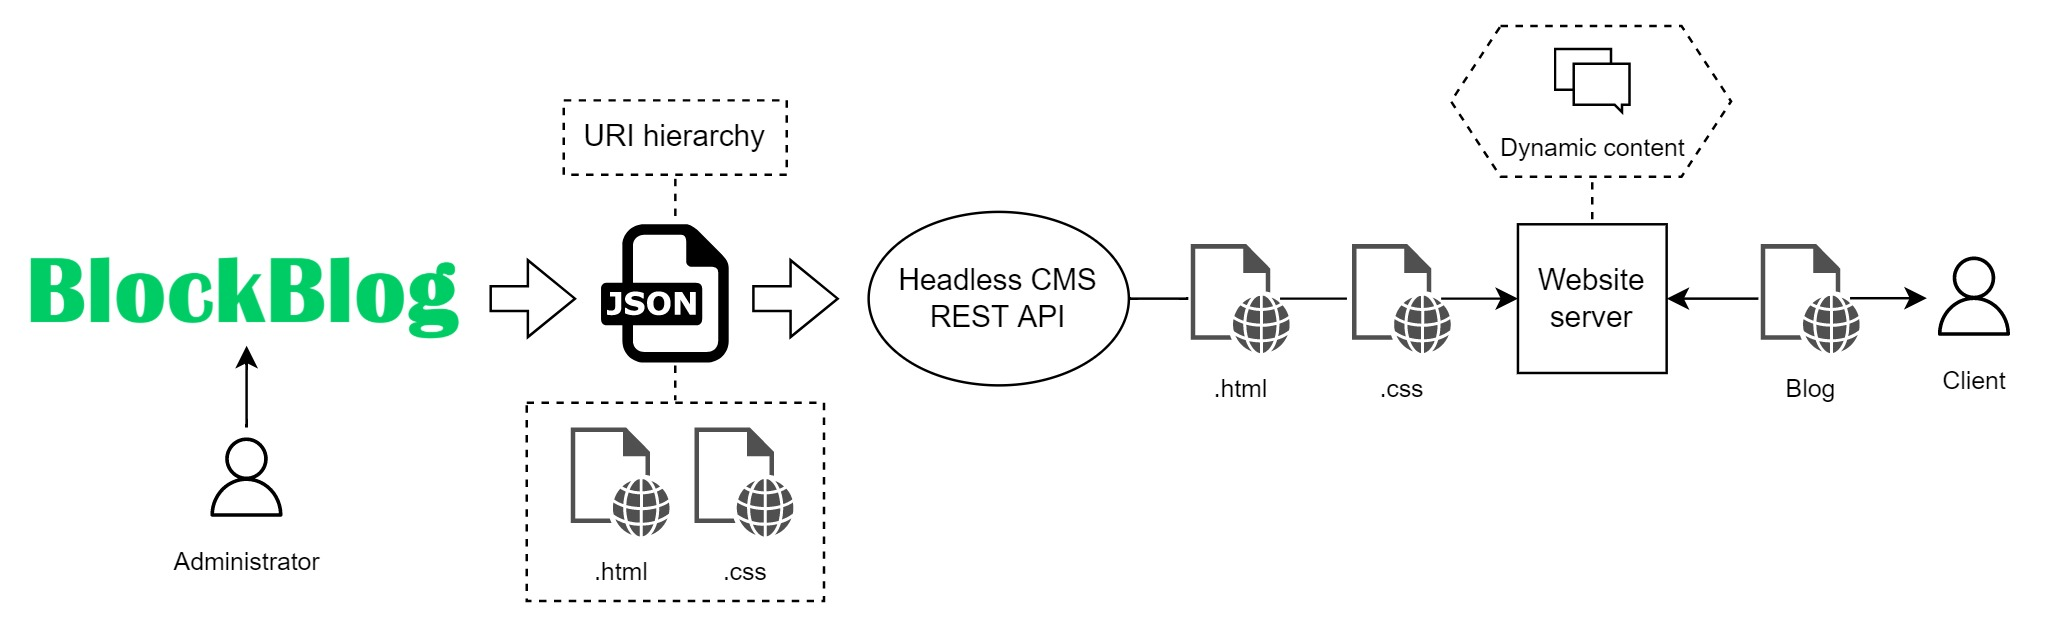 BlockBlog
Administrator
URI hierarchy
JSON
.html
.css
Headless CMS
REST API
.html
.css
Dynamic content
Website
server
Blog
Client